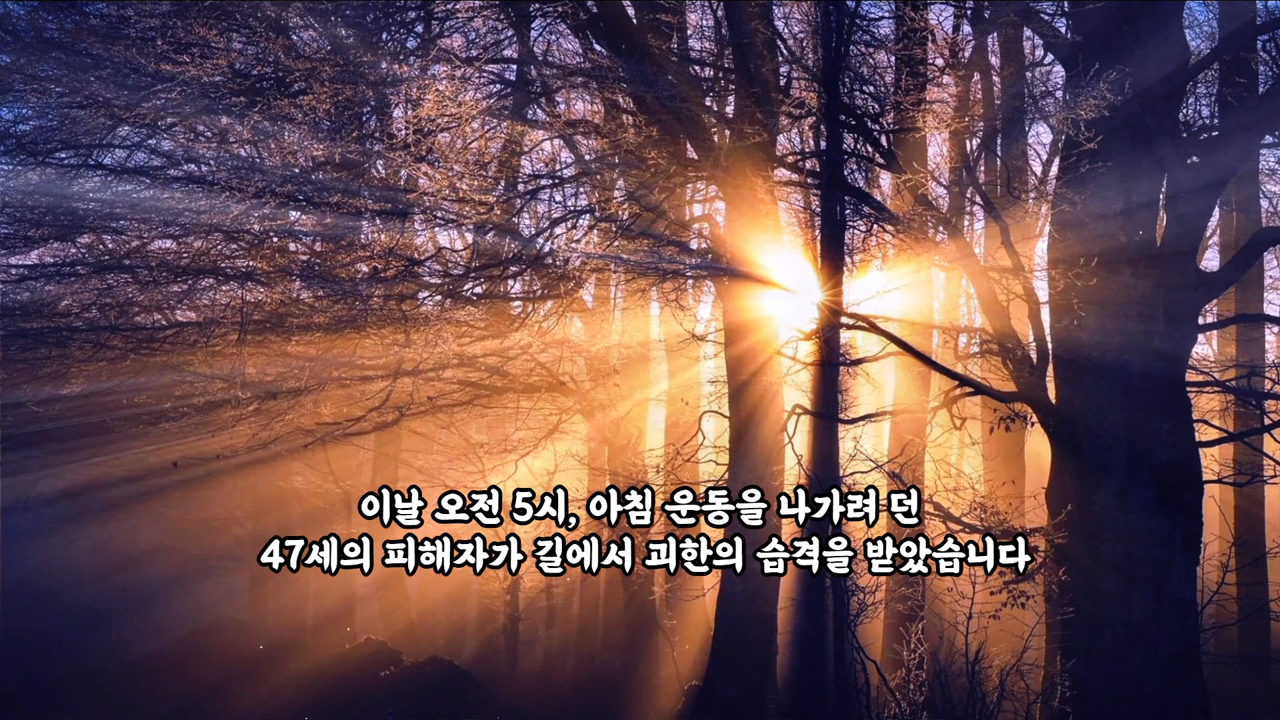 이날 오전 5시, 아침 운동을 나가려 던
47세의 피해자가 길에서 괴한의 습격을 받았습니다